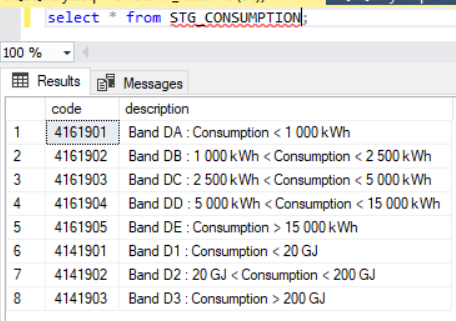 select * from STG_CONSUMPTION;
100 %
Results Messages
code description
1 4161901 Band DA : Consumption < 1 000 kWh
2 4161902 Band DB : 1 000 kWh < Consumption < 2 500 kWh
3 4161903 Band DC : 2 500 kWh < Consumption < 5 000 kWh
4 4161904 Band DD : 5 000 kWh < Consumption < 15 000 kWh
5 4161905 Band DE : Consumption > 15 000 kWh
6 4141901 Band D1 : Consumption < 20 GJ
7 4141902 Band D2 : 20 GJ < Consumption < 200 GJ
8 4141903 Band D3 : Consumption > 200 GJ